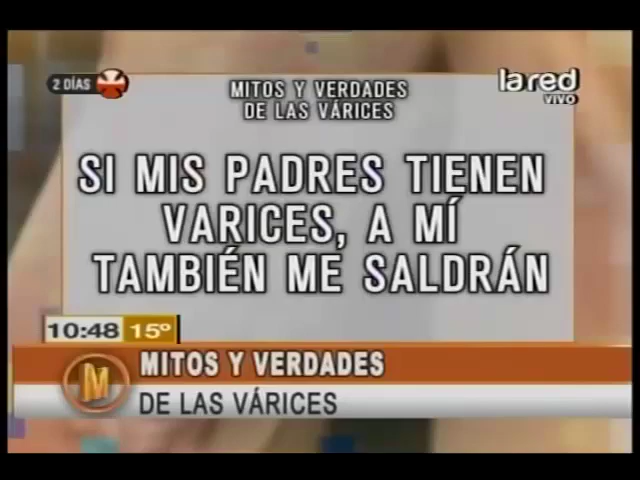 2 DÍAS
MITOS Y VERDADES
DE LAS VÁRICES
la red
VIVO
SI MIS PADRES TIENEN
VARICES, A MÍ
TAMBIÉN ME SALDRÁN
10:48 15º
M
MITOS Y VERDADES
DE LAS VÁRICES